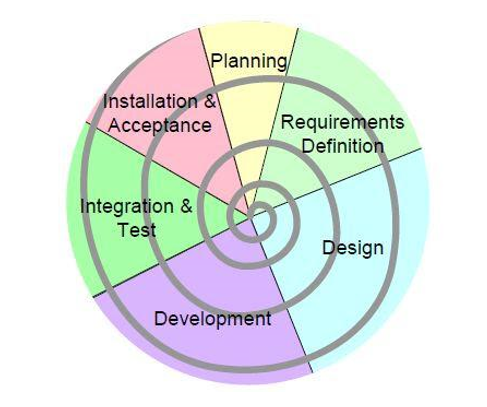 Planning
Requirements
Definition
Design
Development
Integration &
Test
Installation &
Acceptance